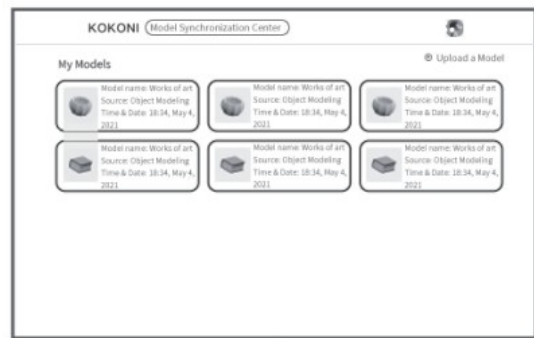 KOKONI Model Synchronization Center
Upload a Model
My Models
Model name: Works of art
Source: Object Modeling
Time & Date: 18:34, May 4,
2021
Model name: Works of art
Source: Object Modeling
Time & Date: 18:34, May 4,
2021
Model name: Works of art
Source: Object Modeling
Time & Date: 18:34, May 4,
2021
Model name: Works of art
Source: Object Modeling
Time & Date: 18:34, May 4,
2021
Model name: Works of art
Source: Object Modeling
Time & Date: 18:34, May 4,
2021
Model name: Works of art
Source: Object Modeling
Time & Date: 18:34, May 4,
2021